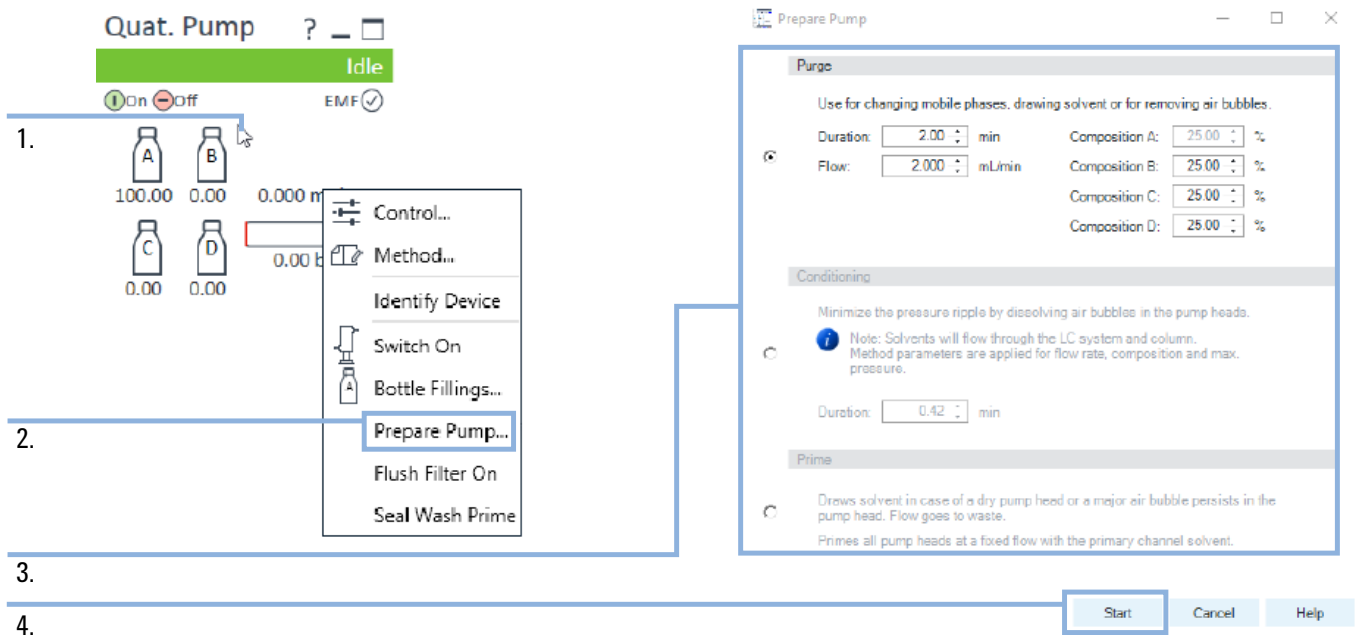 Quat. Pump ?
Idle
On Off EMF
1.
A B
100.00 0.00 0.000
C D
0.00
0.00 0.00
Control...
Method...
Identify Device
Switch On
A Bottle Fillings...
2.
Prepare Pump...
Flush Filter On
Seal Wash Prime
3.
4.
Prepare Pump
Purge
Use for changing mobile phases, drawing solvent or for removing air bubbles.
Duration: 2.00 min Composition A: 25.00 %
Flow: 2.000 mL/min Composition B: 25.00 %
Composition C: 25.00 %
Composition D: 25.00 %
Conditioning
Minimize the pressure ripple by dissolving air bubbles in the pump heads.
i Note: Solvents will flow through the LC system and column.
Method parameters are applied for flow rate, composition and max.
pressure.
Duration: 0.42 min
Prime
Draws solvent in case of a dry pump head or a major air bubble persists in the
pump head. Flow goes to waste.
Primes all pump heads at a fixed flow with the primary channel solvent.
Start Cancel Help